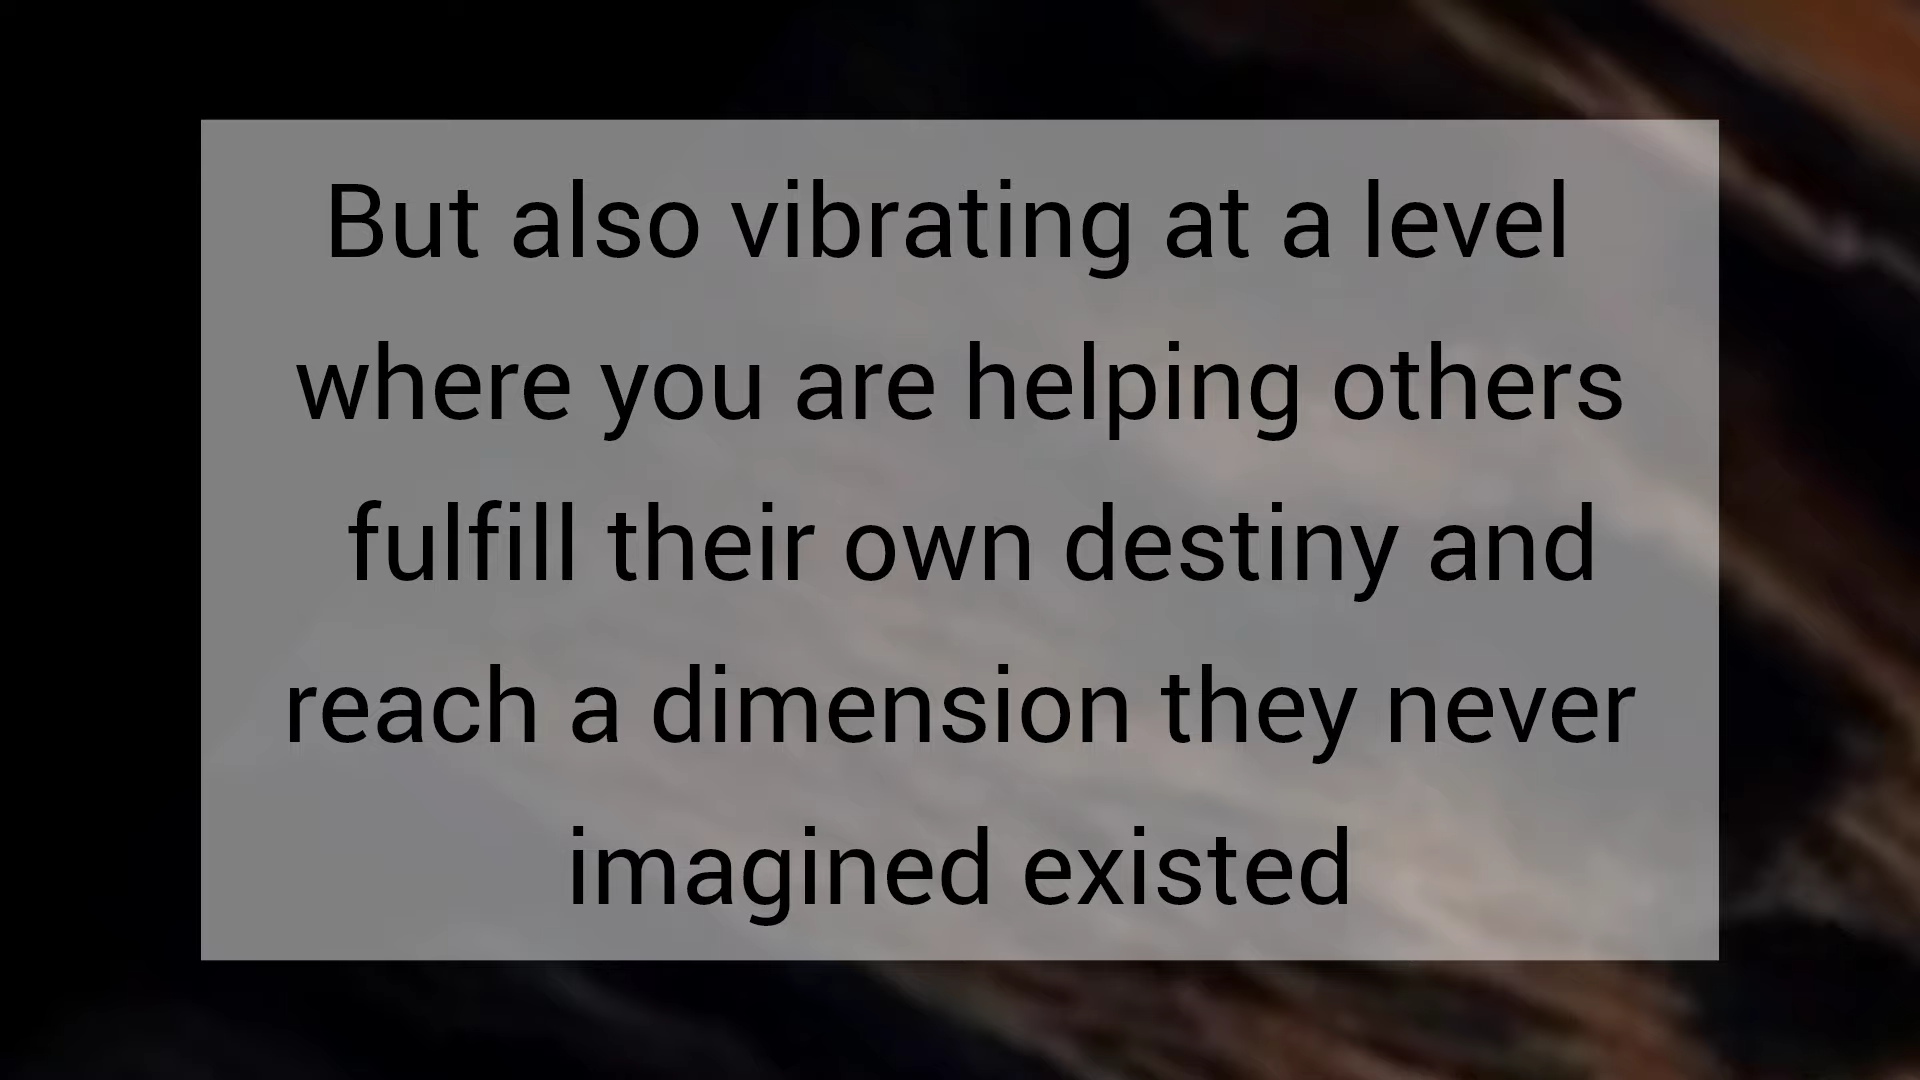 But also vibrating at a level
where you are helping others
fulfill their own destiny and
reach a dimension they never
imagined existed